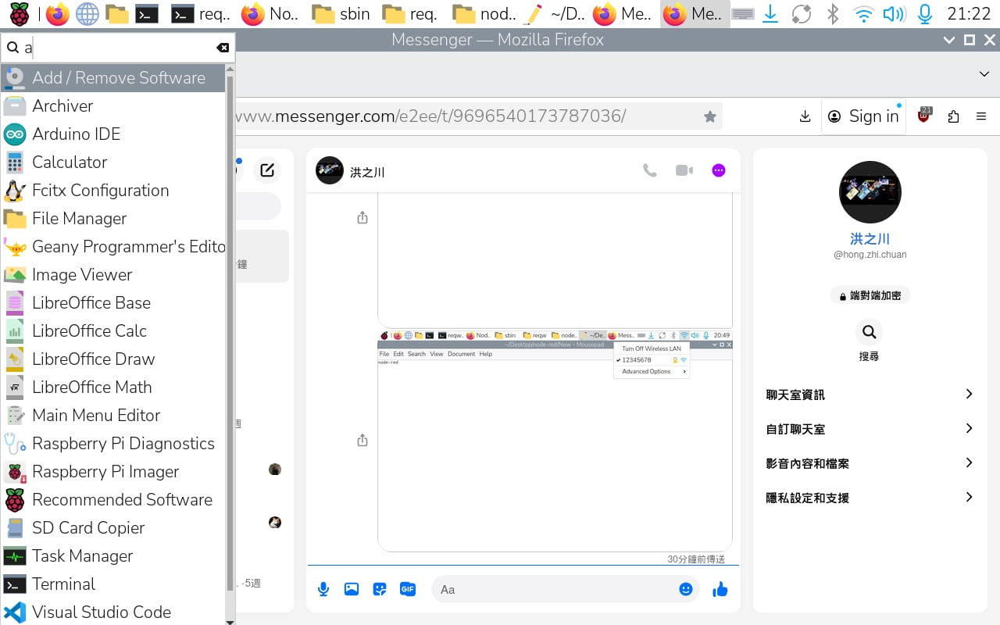 req..
No..
sbin
req.
nod..
~/D..
Me..
Me..
21:22
Messenger — Mozilla Firefox
a
Add / Remove Software
Archiver
Arduino IDE
Calculator
Fcitx Configuration
File Manager
Geany Programmer's Edito
Image Viewer
LibreOffice Base
LibreOffice Calc
LibreOffice Draw
LibreOffice Math
Main Menu Editor
Raspberry Pi Diagnostics
Raspberry Pi Imager
Recommended Software
SD Card Copier
Task Manager
Terminal
Visual Studio Code
www.messenger.com/e2ee/t/9696540173787036/
Sign in
21
鐘
週
·5週
洪之川
reqw..
Nod..
sbin
reqw
node..
~/De..
Mess..
20:49
~/Desktop/node-red/New - Mousepad
File Edit Search View Document Help
node-red
Turn Off Wireless LAN
12345678
Advanced Options
30分鐘前傳送
GIF
Aa
洪之川
@hong.zhi.chuan
端對端加密
搜尋
聊天室資訊
自訂聊天室
影音內容和檔案
隱私設定和支援